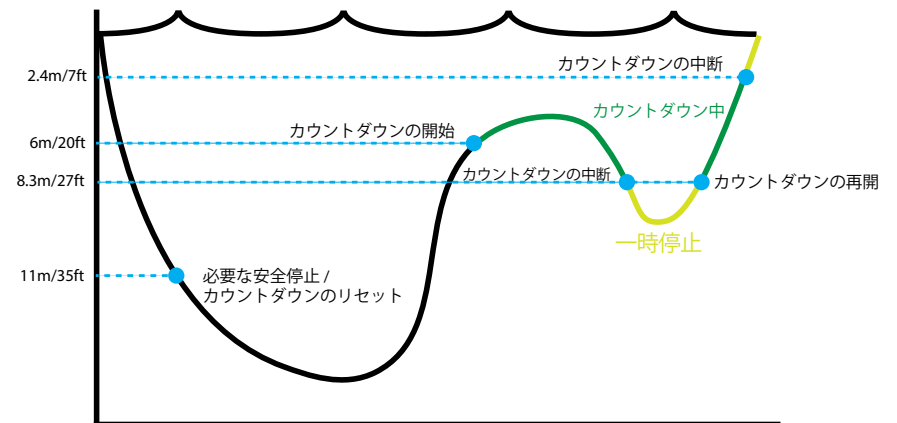 2.4m/7ft
カウントダウンの中断
カウントダウン中
カウントダウンの開始
6m/20ft
カウントダウンの中断
8.3m/27ft
カウントダウンの再開
一時停止
11m/35ft
必要な安全停止 /
カウントダウンのリセット